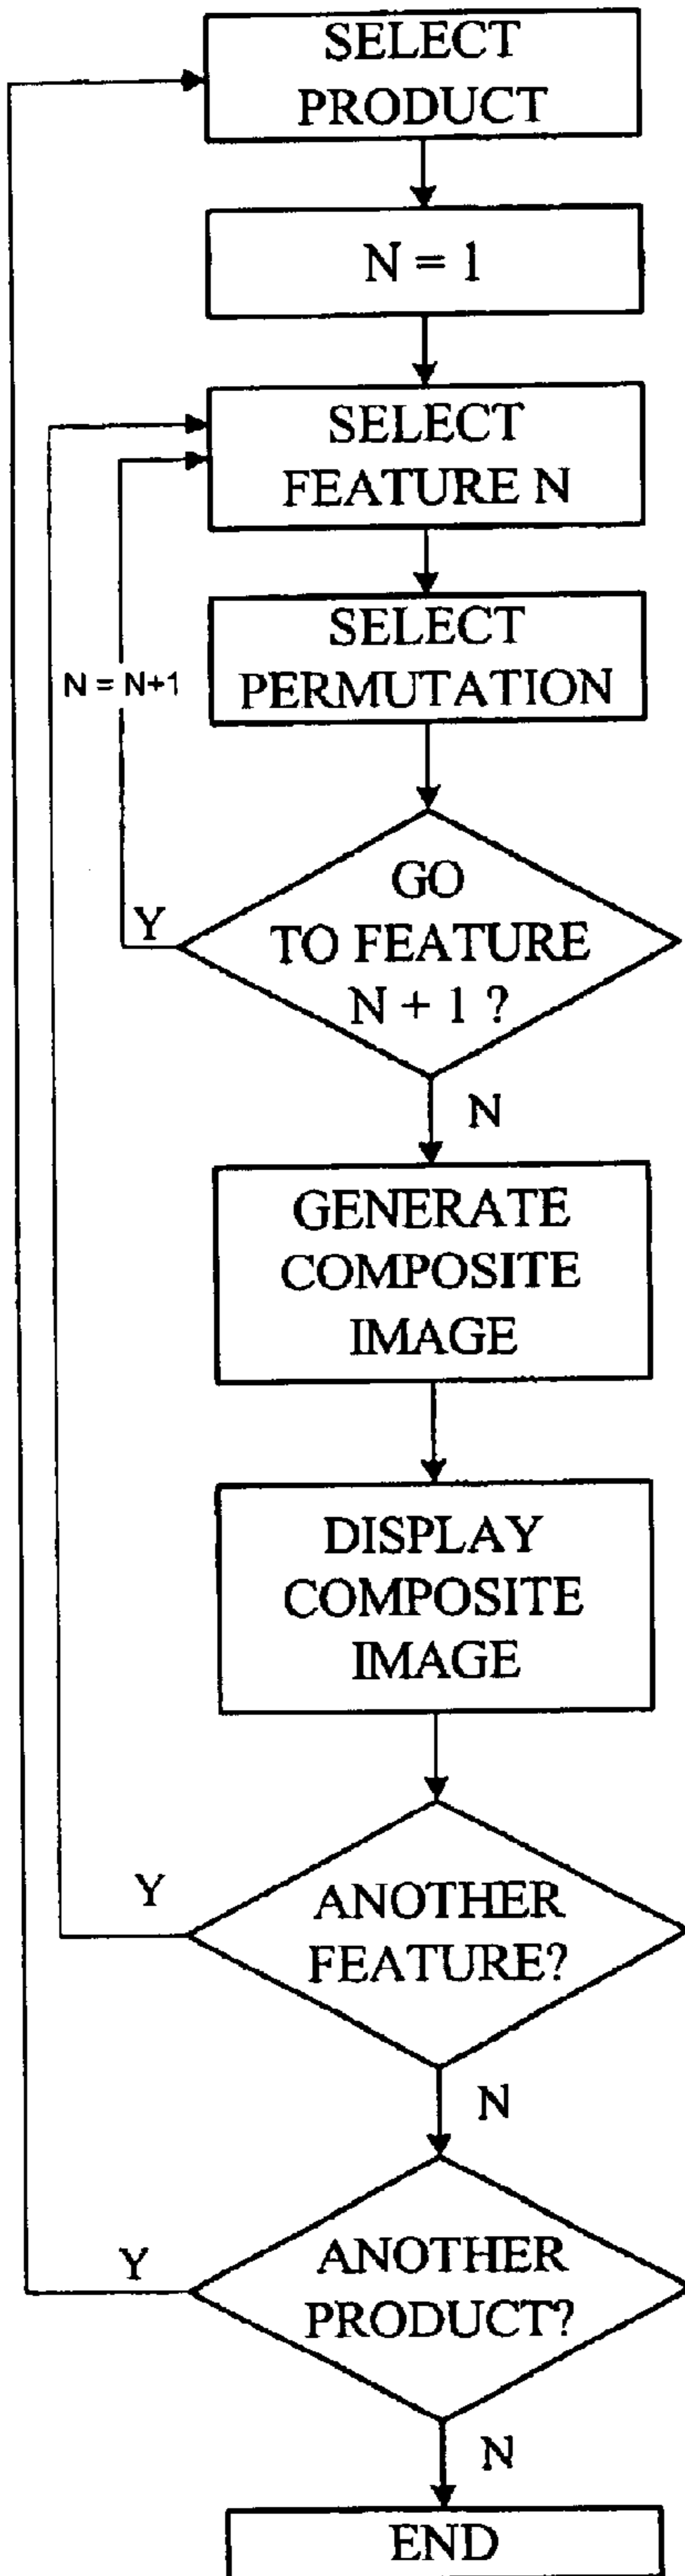 SELECT
PRODUCT
N = 1
SELECT
FEATURE N
SELECT
PERMUTATION
N = N+1
GO
TO FEATURE
N + 1 ?
Y
N
GENERATE
COMPOSITE
IMAGE
DISPLAY
COMPOSITE
IMAGE
ANOTHER
FEATURE?
Y
N
ANOTHER
PRODUCT?
Y
N
END